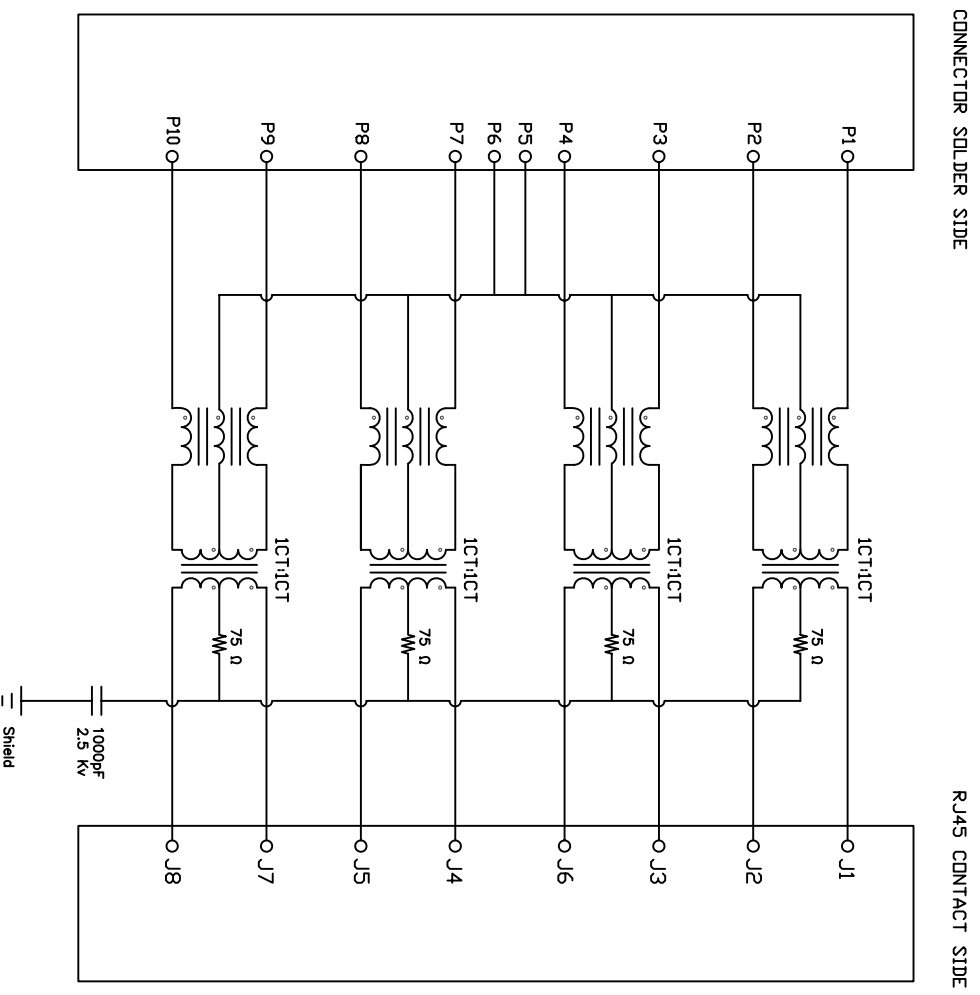 CONNECTOR SOLDER SIDE
RJ45 CONTACT SIDE
P1
1CT:1CT
75 Ω
J1
P2
J2
P3
1CT:1CT
75 Ω
J3
P4
J6
P5
P6
P7
1CT:1CT
75 Ω
J4
P8
J5
P9
1CT:1CT
75 Ω
J7
P10
J8
1000pF
2.5 Kv
Shield